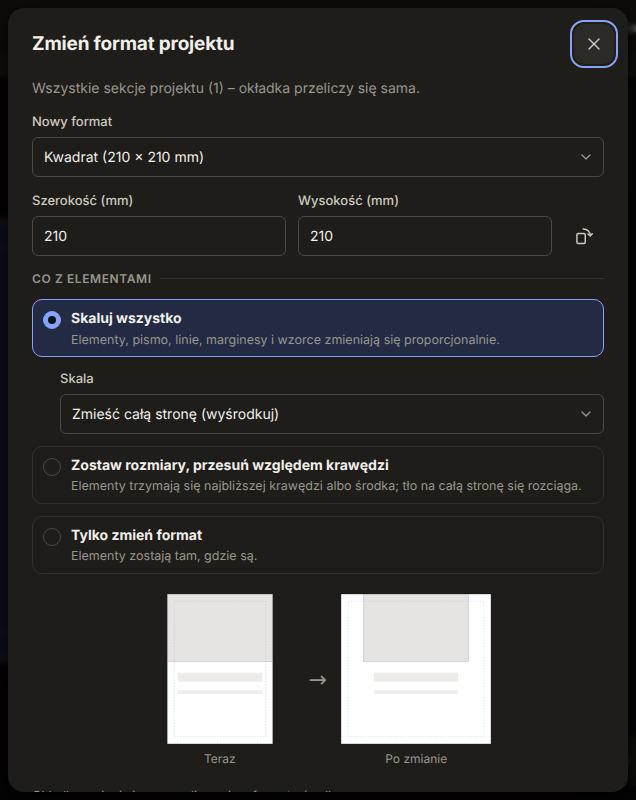 Zmień format projektu
Wszystkie sekcje projektu (1) – okładka przeliczy się sama.
Nowy format
Kwadrat (210 × 210 mm)
Szerokość (mm)
Wysokość (mm)
210
210
CO Z ELEMENTAMI
Skaluj wszystko
Elementy, pismo, linie, marginesy i wzorce zmieniają się proporcjonalnie.
Skala
Zmieść całą stronę (wyśrodkuj)
Zostaw rozmiary, przesuń względem krawędzi
Elementy trzymają się najbliższej krawędzi albo środka; tło na całą stronę się rozciąga.
Tylko zmień format
Elementy zostają tam, gdzie są.
→
Teraz
Po zmianie